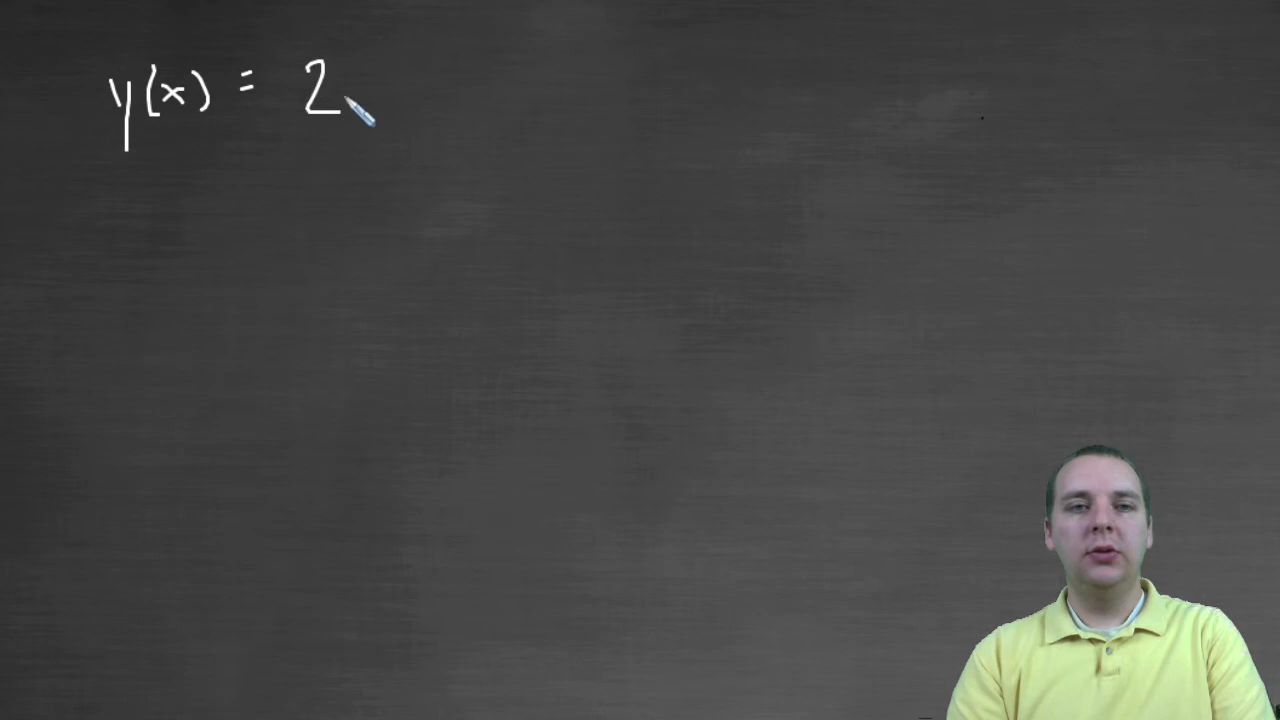 y(x) = 2